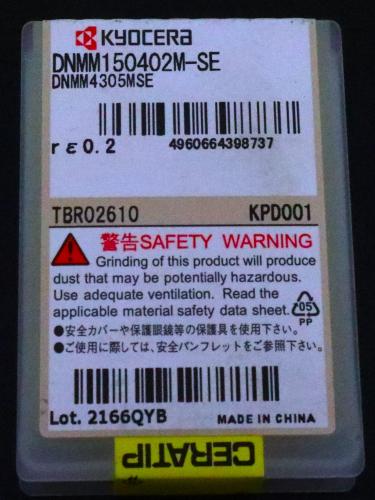 KYOCERA
DNMM150402M-SE
DNMM4305MSE
rε0.2
4960664398737
TBR02610 KPD001
警告SAFETY WARNING
Grinding of this product will produce
dust that may be potentially hazardous.
Use adequate ventilation. Read the
applicable material safety data sheet.
05
PP
●安全カバーや保護眼鏡等の保護具を使用下さい。
●ご使用に際しては、安全パンフレットをご参照下さい。
Lot. 2166QYB
MADE IN CHINA
CERATIP